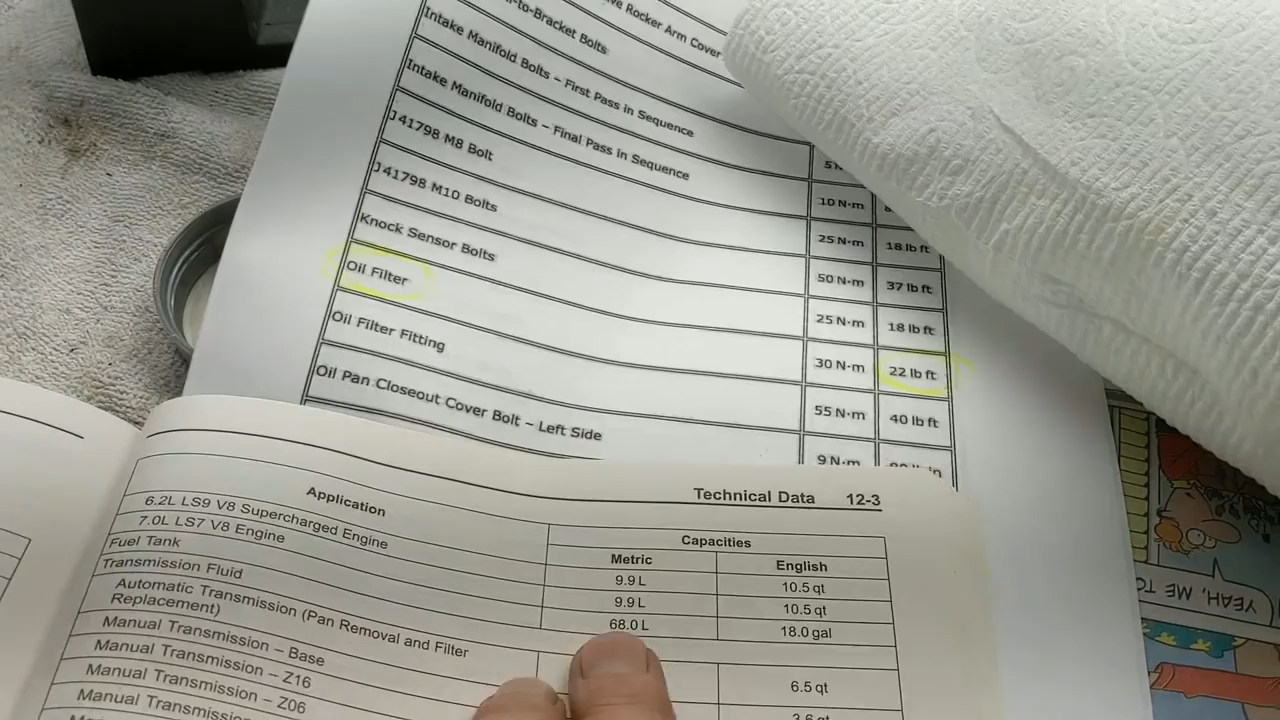 ve Rocker Arm Cover
-to-Bracket Bolts
Intake Manifold Bolts – First Pass in Sequence
Intake Manifold Bolts – Final Pass in Sequence 10 N·m
J 41798 M8 Bolt 25 N·m 18 lb ft
J 41798 M10 Bolts 50 N·m 37 lb ft
Knock Sensor Bolts 25 N·m 18 lb ft
Oil Filter 30 N·m 22 lb ft
Oil Filter Fitting 55 N·m 40 lb ft
Oil Pan Closeout Cover Bolt – Left Side 9 N·m
Technical Data 12-3
Application Capacities
Metric English
6.2L LS9 V8 Supercharged Engine 9.9 L 10.5 qt
7.0L LS7 V8 Engine 9.9 L 10.5 qt
Fuel Tank 68.0 L 18.0 gal
Transmission Fluid
Automatic Transmission (Pan Removal and Filter
Replacement) 6.5 qt
Manual Transmission – Base
Manual Transmission – Z16
Manual Transmission – Z06
Manual Transmission
YEAH, ME TO